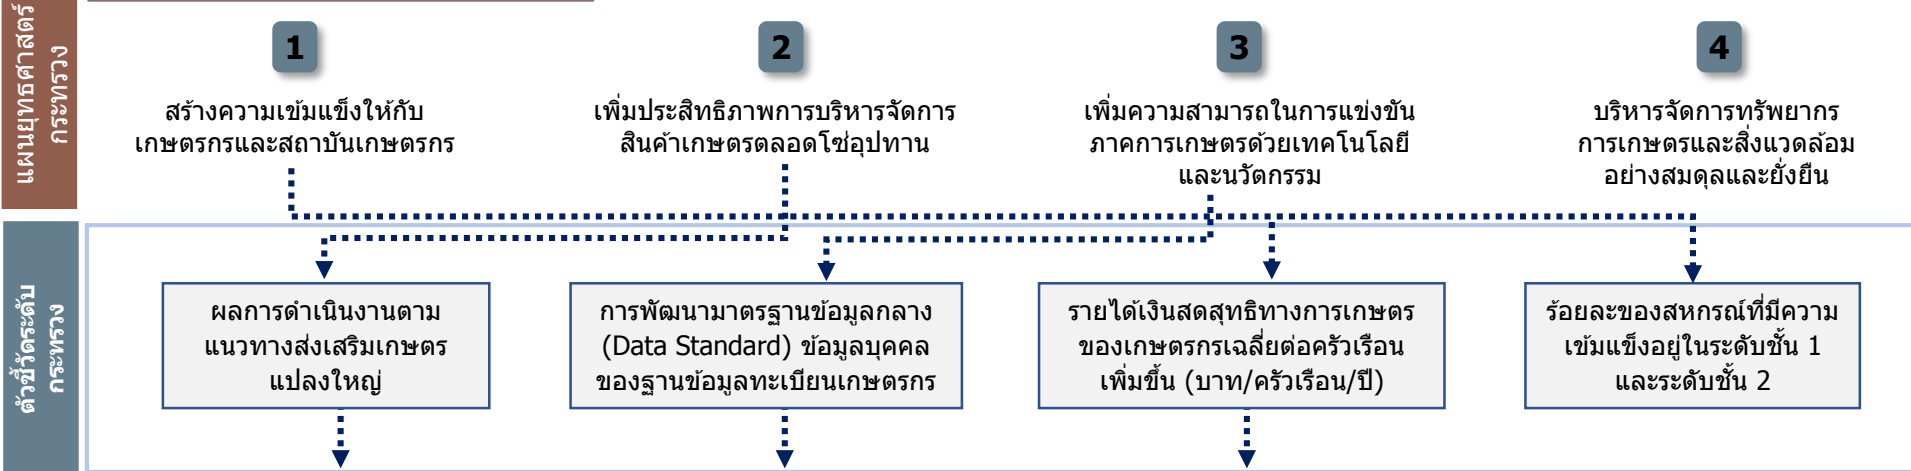 แผนยุทธศาสตร์
กระทรวง
1
สร้างความเข้มแข็งให้กับ
เกษตรกรและสถาบันเกษตรกร
2
เพิ่มประสิทธิภาพการบริหารจัดการ
สินค้าเกษตรตลอดโซ่อุปทาน
3
เพิ่มความสามารถในการแข่งขัน
ภาคการเกษตรด้วยเทคโนโลยี
และนวัตกรรม
4
บริหารจัดการทรัพยากร
การเกษตรและสิ่งแวดล้อม
อย่างสมดุลและยั่งยืน
ตัวชี้วัดระดับ
กระทรวง
ผลการดำเนินงานตาม
แนวทางส่งเสริมเกษตร
แปลงใหญ่
การพัฒนามาตรฐานข้อมูลกลาง
(Data Standard) ข้อมูลบุคคล
ของฐานข้อมูลทะเบียนเกษตรกร
รายได้เงินสดสุทธิทางการเกษตร
ของเกษตรกรเฉลี่ยต่อครัวเรือน
เพิ่มขึ้น (บาท/ครัวเรือน/ปี)
ร้อยละของสหกรณ์ที่มีความ
เข้มแข็งอยู่ในระดับชั้น 1
และระดับชั้น 2